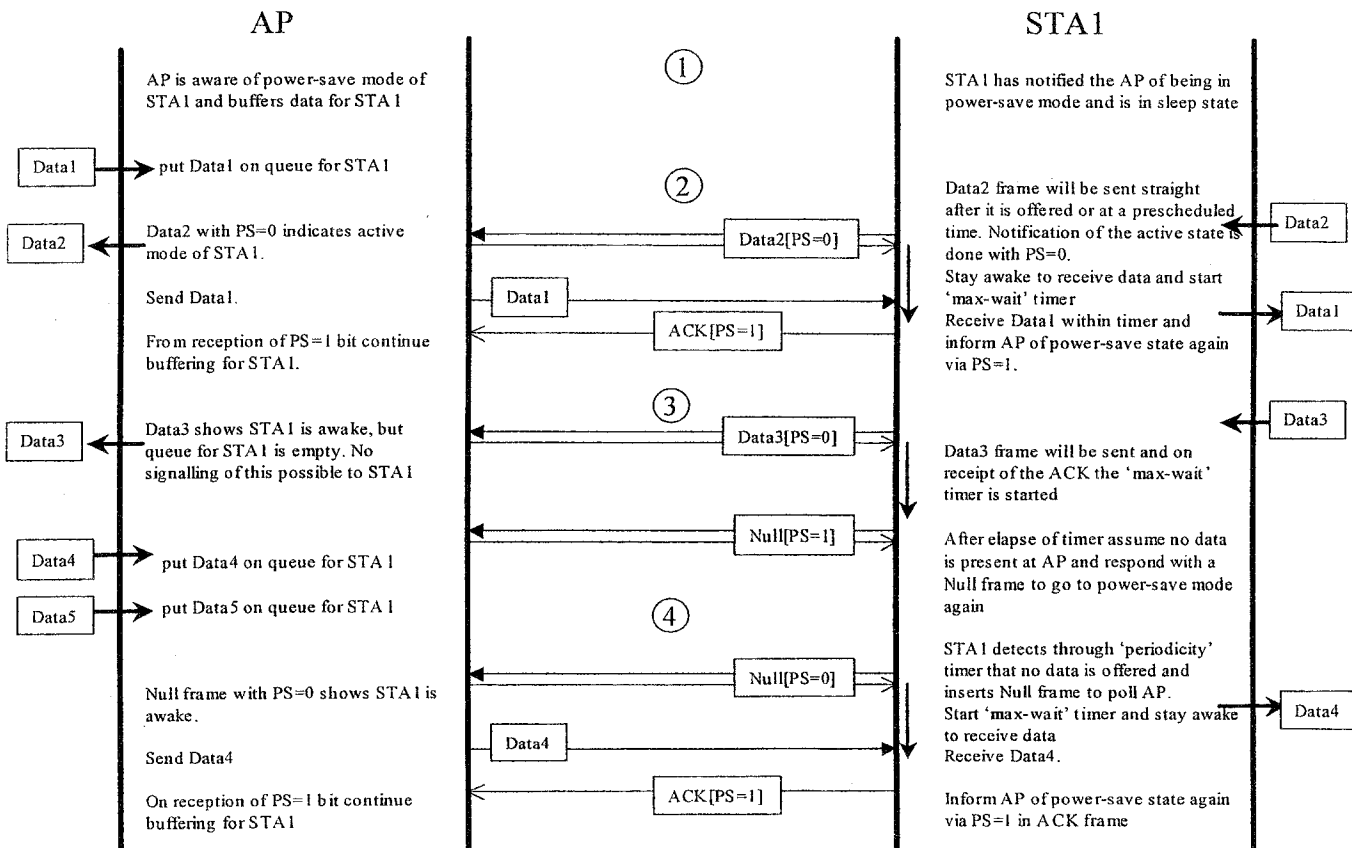 AP
STA1
1
AP is aware of power-save mode of
STA1 and buffers data for STA1
STA1 has notified the AP of being in
power-save mode and is in sleep state
Data1
put Data1 on queue for STA1
2
Data2 frame will be sent straight
after it is offered or at a prescheduled
time. Notification of the active state is
done with PS=0.
Stay awake to receive data and start
‘max-wait’ timer
Receive Data1 within timer and
inform AP of power-save state again
via PS=1.
Data2
Data2
Data2 with PS=0 indicates active
mode of STA1.
Data2[PS=0]
Send Data1.
Data1
Data1
From reception of PS=1 bit continue
buffering for STA1.
ACK[PS=1]
3
Data3
Data3
Data3 shows STA1 is awake, but
queue for STA1 is empty. No
signalling of this possible to STA1
Data3[PS=0]
Data3 frame will be sent and on
receipt of the ACK the ‘max-wait’
timer is started
Null[PS=1]
After elapse of timer assume no data
is present at AP and respond with a
Null frame to go to power-save mode
again
Data4
put Data4 on queue for STA1
Data5
put Data5 on queue for STA1
4
STA1 detects through ‘periodicity’
timer that no data is offered and
inserts Null frame to poll AP.
Start ‘max-wait’ timer and stay awake
to receive data
Receive Data4.
Null[PS=0]
Null frame with PS=0 shows STA1 is
awake.
Data4
Send Data4
Data4
On reception of PS=1 bit continue
buffering for STA1
ACK[PS=1]
Inform AP of power-save state again
via PS=1 in ACK frame